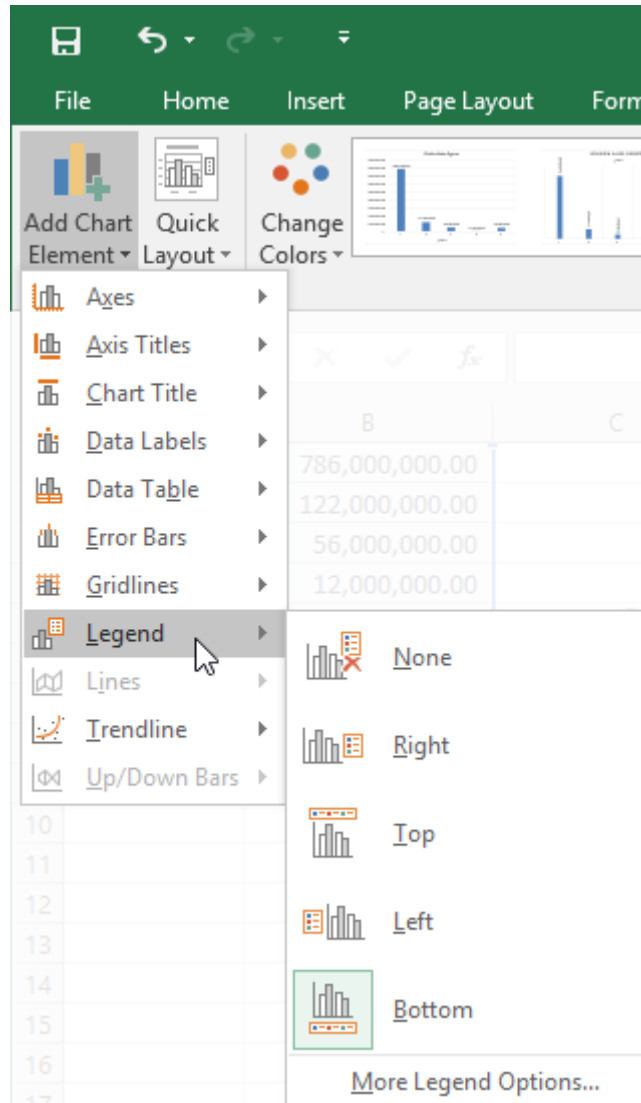 File Home Insert Page Layout Form
Add Chart Element Quick Layout Change Colors
Axes
Axis Titles
Chart Title
Data Labels
Data Table
Error Bars
Gridlines
Legend
Lines
Trendline
Up/Down Bars
fx
B C
786,000,000.00
122,000,000.00
56,000,000.00
12,000,000.00
None
Right
Top
Left
Bottom
More Legend Options...
10
11
12
13
14
15
16
17